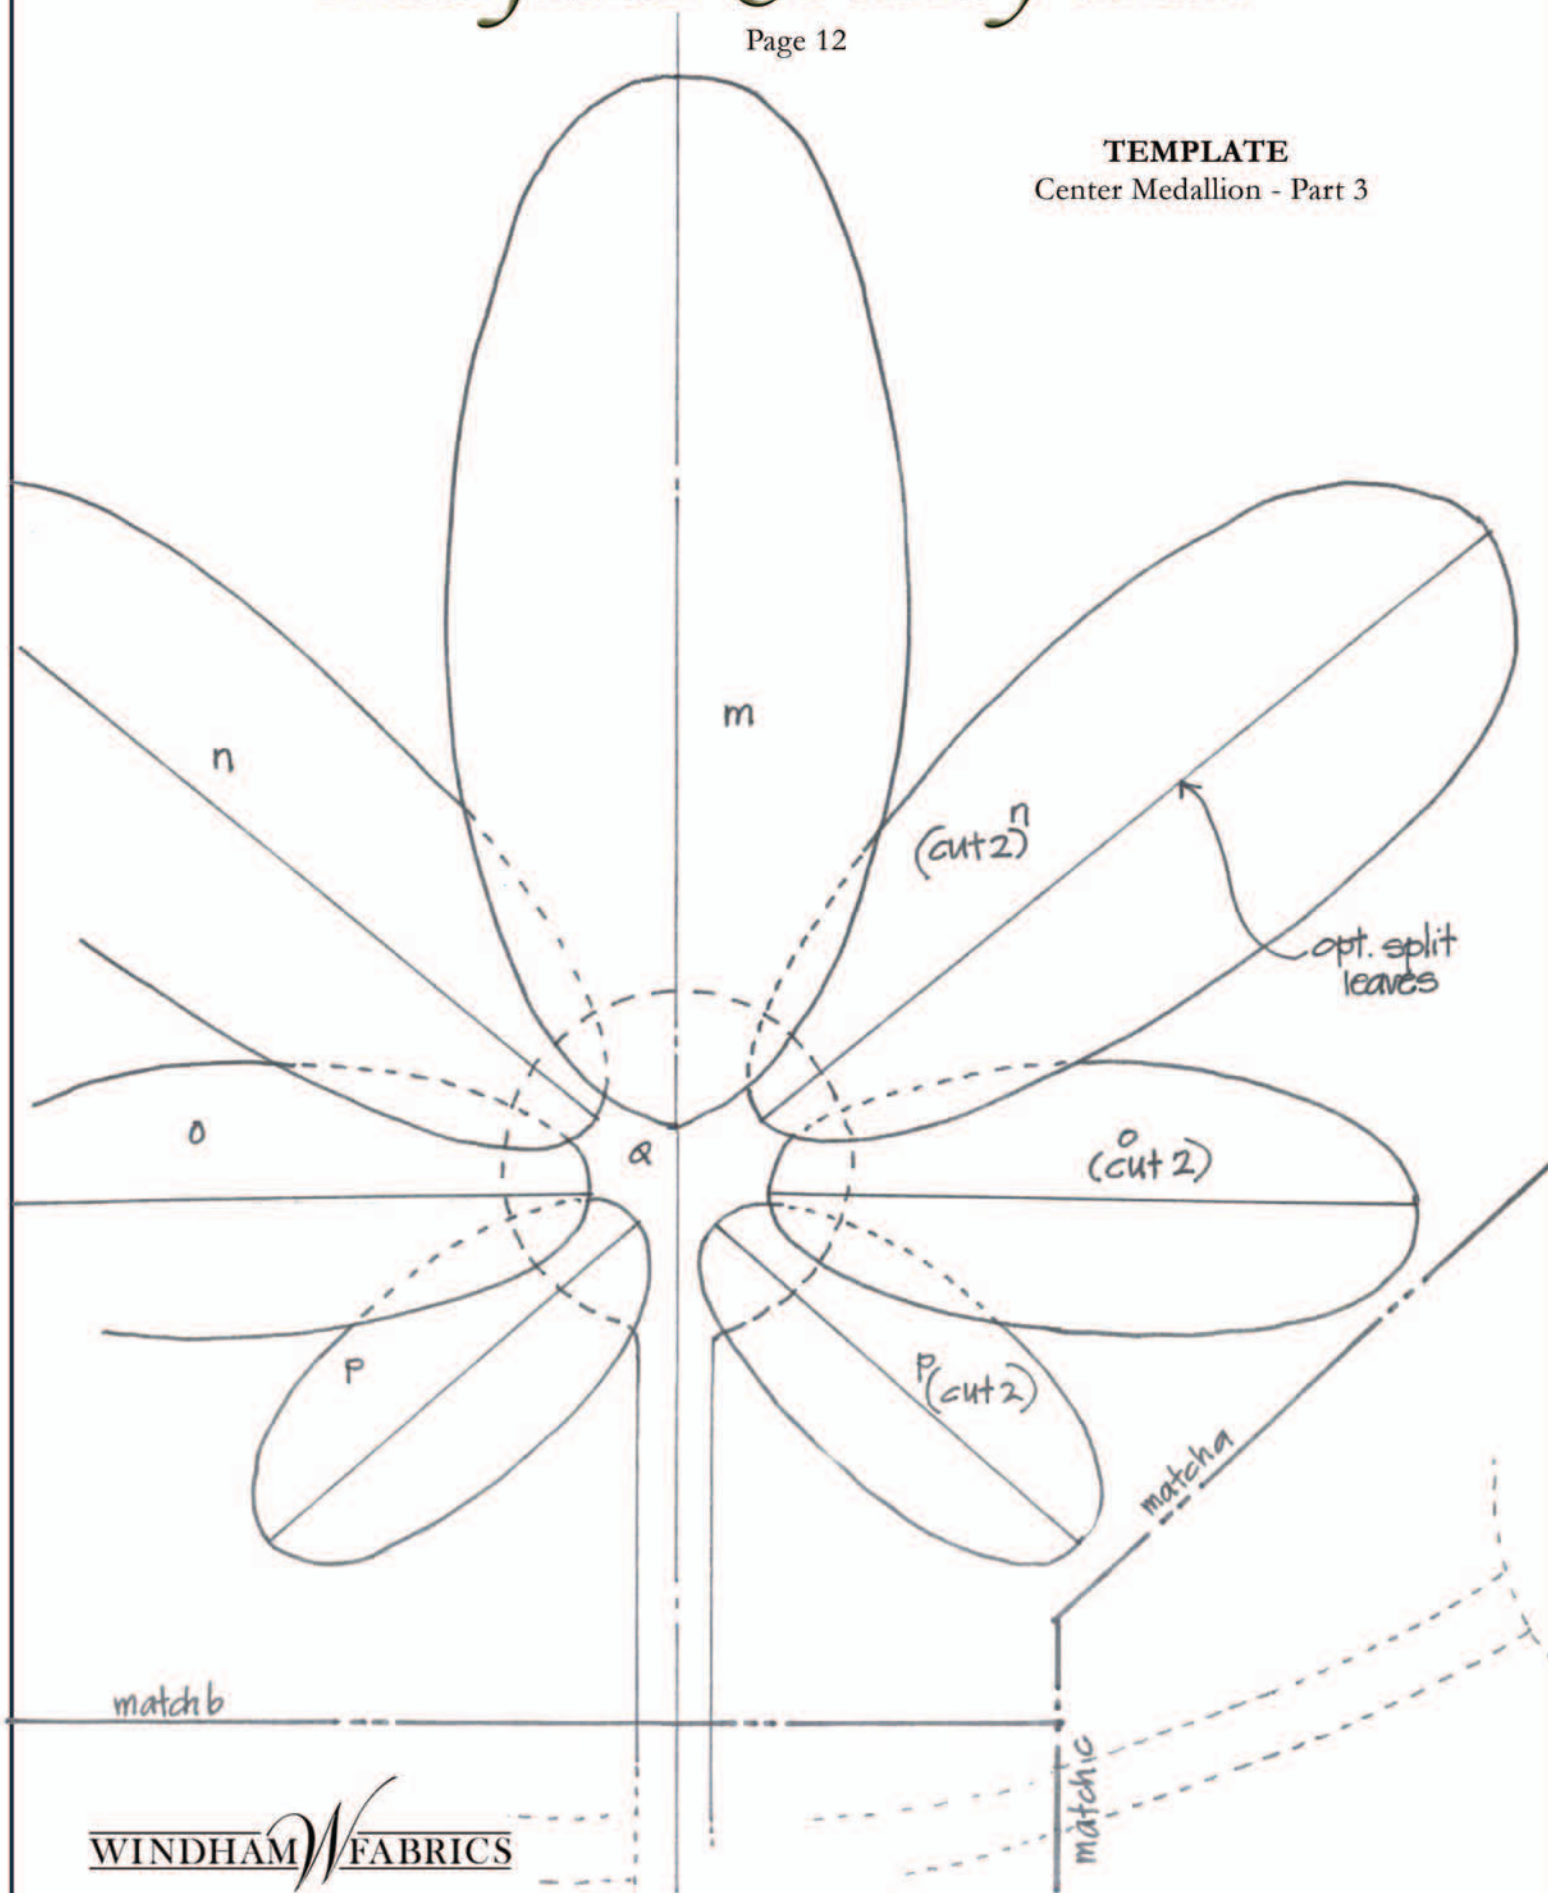 Page 12
TEMPLATE
Center Medallion - Part 3
m
n
n
(cut 2)
opt. split
leaves
o
o
(cut 2)
Q
P
P
(cut 2)
match a
match b
match c
WINDHAM W FABRICS